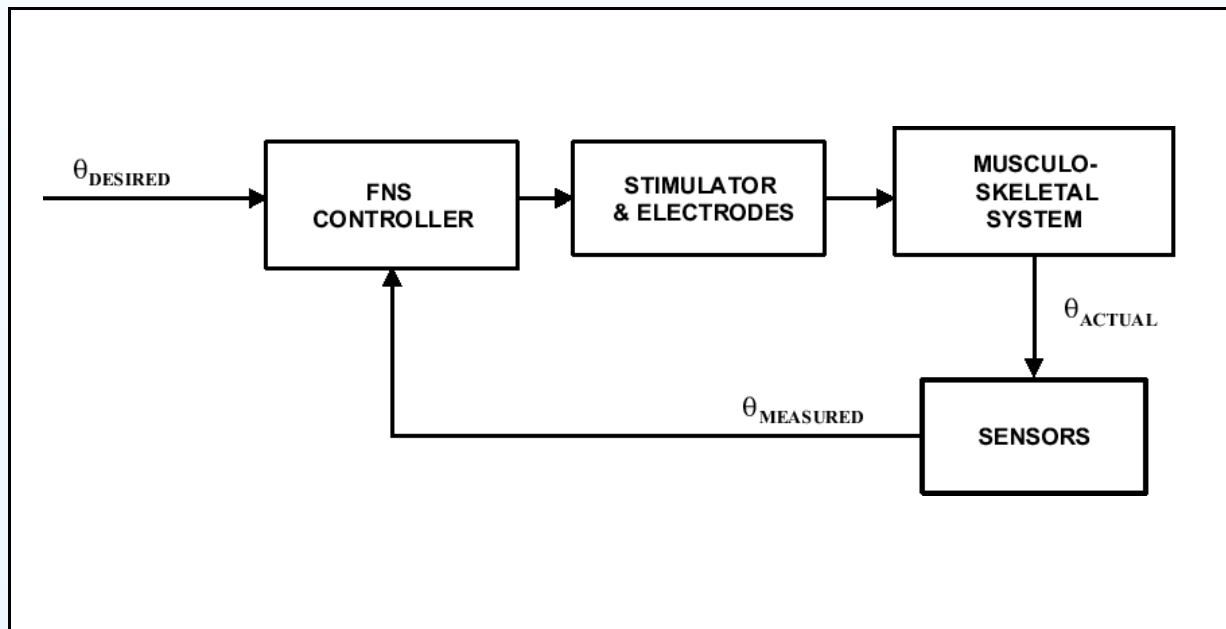 θDESIRED
FNS
CONTROLLER
STIMULATOR
& ELECTRODES
MUSCULO-
SKELETAL
SYSTEM
θACTUAL
θMEASURED
SENSORS